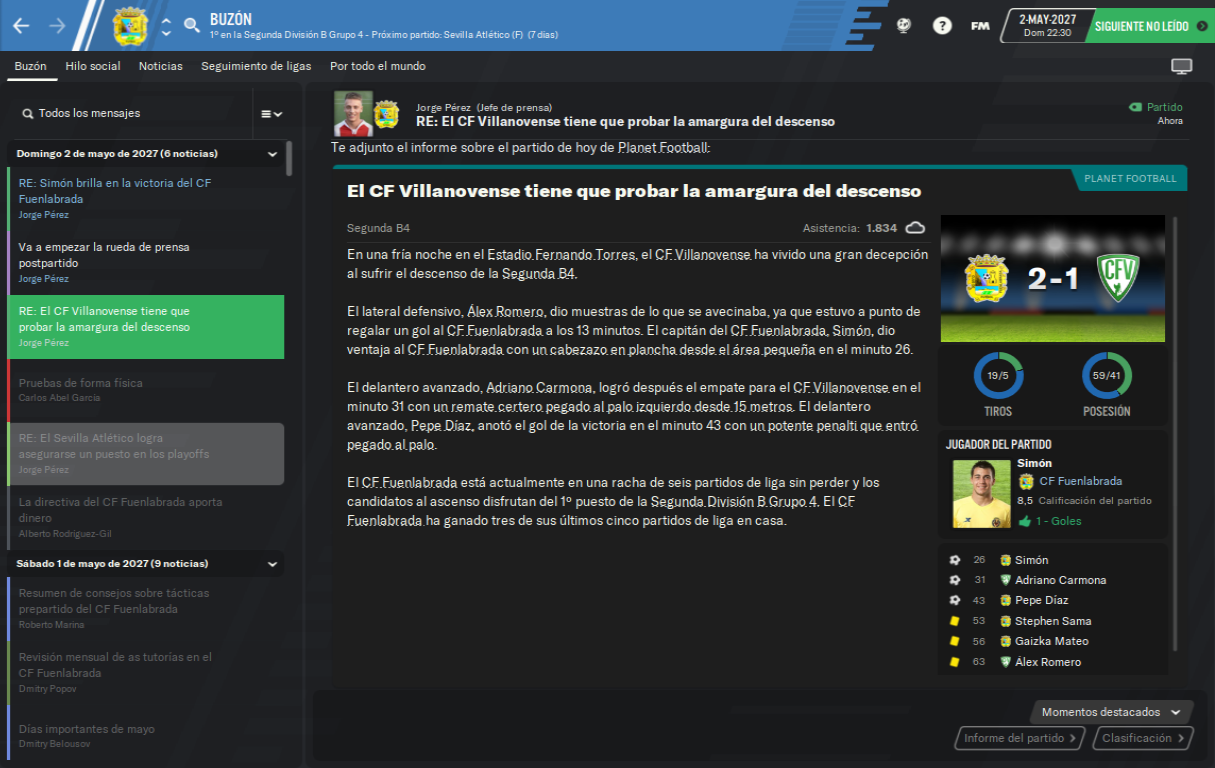 BUZÓN
1º en la Segunda División B Grupo 4 - Próximo partido: Sevilla Atlético (F) (7 días)
FM
2-MAY-2027
Dom 22:30
SIGUIENTE NO LEÍDO
Buzón Hilo social Noticias Seguimiento de ligas Por todo el mundo
Todos los mensajes
Domingo 2 de mayo de 2027 (6 noticias)
RE: Simón brilla en la victoria del CF
Fuenlabrada
Jorge Pérez
Va a empezar la rueda de prensa
postpartido
Jorge Pérez
RE: El CF Villanovense tiene que
probar la amargura del descenso
Jorge Pérez
Pruebas de forma física
Carlos Abel García
RE: El Sevilla Atlético logra
asegurarse un puesto en los playoffs
Jorge Pérez
La directiva del CF Fuenlabrada aporta
dinero
Alberto Rodríguez-Gil
Sábado 1 de mayo de 2027 (9 noticias)
Resumen de consejos sobre tácticas
prepartido del CF Fuenlabrada
Roberto Marina
Revisión mensual de as tutorías en el
CF Fuenlabrada
Dmitry Popov
Días importantes de mayo
Dmitry Belousov
Jorge Pérez (Jefe de prensa)
RE: El CF Villanovense tiene que probar la amargura del descenso
Partido
Ahora
Te adjunto el informe sobre el partido de hoy de Planet Football:
PLANET FOOTBALL
El CF Villanovense tiene que probar la amargura del descenso
Segunda B4
Asistencia: 1.834
En una fría noche en el Estadio Fernando Torres, el CF Villanovense ha vivido una gran decepción
al sufrir el descenso de la Segunda B4.
El lateral defensivo, Álex Romero, dio muestras de lo que se avecinaba, ya que estuvo a punto de
regalar un gol al CF Fuenlabrada a los 13 minutos. El capitán del CF Fuenlabrada, Simón, dio
ventaja al CF Fuenlabrada con un cabezazo en plancha desde el área pequeña en el minuto 26.
El delantero avanzado, Adriano Carmona, logró después el empate para el CF Villanovense en el
minuto 31 con un remate certero pegado al palo izquierdo desde 15 metros. El delantero
avanzado, Pepe Díaz, anotó el gol de la victoria en el minuto 43 con un potente penalti que entró
pegado al palo.
El CF Fuenlabrada está actualmente en una racha de seis partidos de liga sin perder y los
candidatos al ascenso disfrutan del 1º puesto de la Segunda División B Grupo 4. El CF
Fuenlabrada ha ganado tres de sus últimos cinco partidos de liga en casa.
2-1
CFV
19/5
TIROS
59/41
POSESIÓN
JUGADOR DEL PARTIDO
Simón
CF Fuenlabrada
8,5 Calificación del partido
1 - Goles
26 Simón
31 Adriano Carmona
43 Pepe Díaz
53 Stephen Sama
56 Gaizka Mateo
63 Álex Romero
Momentos destacados
Informe del partido
Clasificación